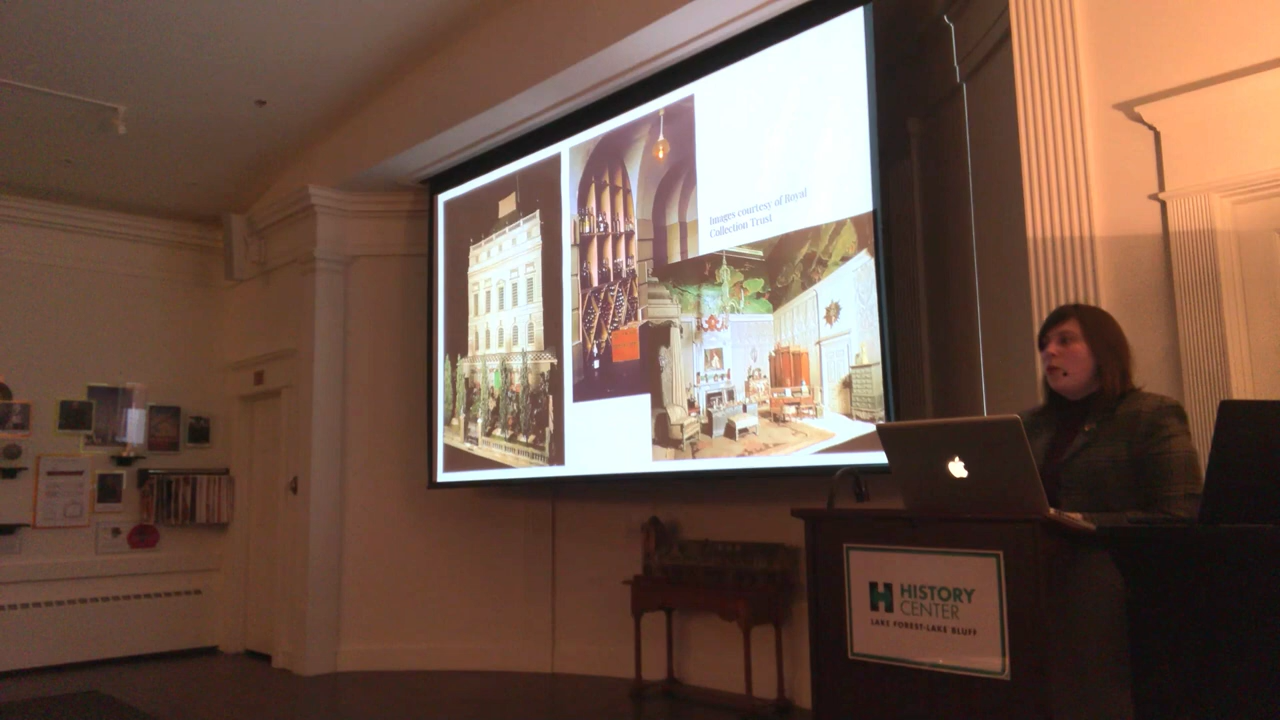 Images courtesy of Royal
Collection Trust
H HISTORY
CENTER
LAKE FOREST-LAKE BLUFF